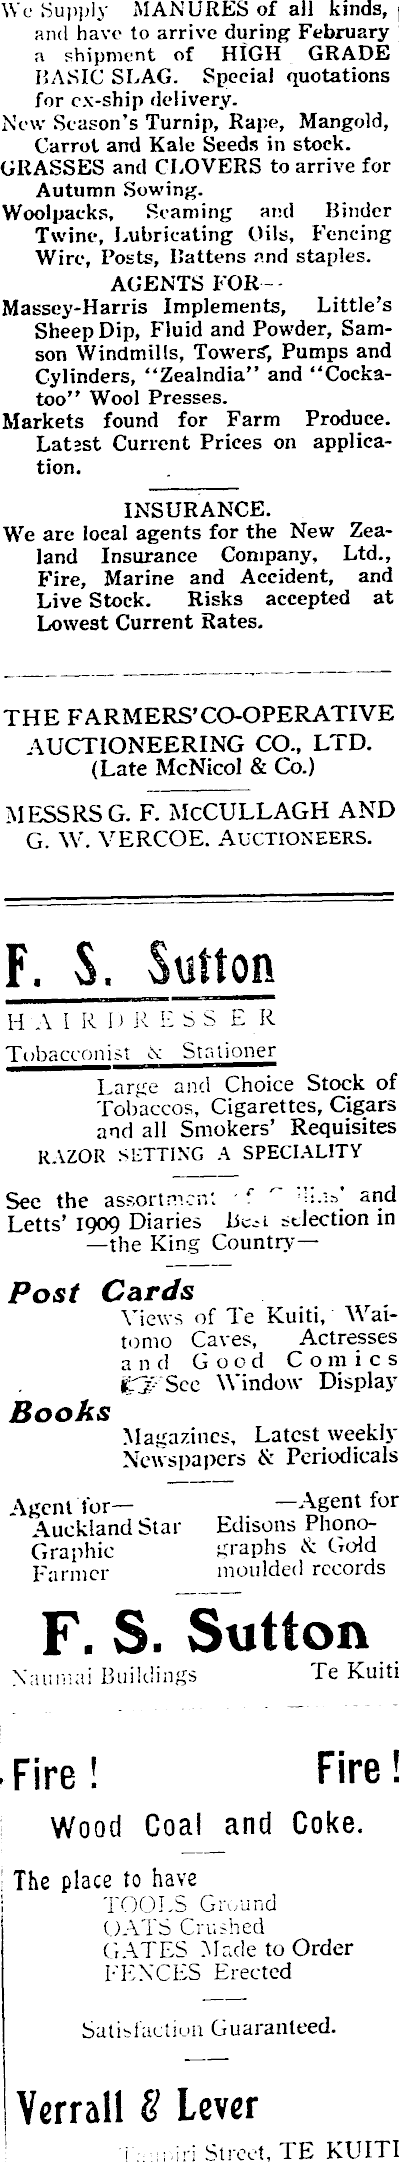 We Supply MANURES of all kinds,
and have to arrive during February
a shipment of HIGH GRADE
BASIC SLAG. Special quotations
for ex-ship delivery.
New Season's Turnip, Rape, Mangold,
Carrot and Kale Seeds in stock.
GRASSES and CLOVERS to arrive for
Autumn Sowing.
Woolpacks, Seaming and Binder
Twine, Lubricating Oils, Fencing
Wire, Posts, Battens and staples.
AGENTS FOR—
Massey-Harris Implements, Little's
Sheep Dip, Fluid and Powder, Sam-
son Windmills, Towers, Pumps and
Cylinders, "Zealndia" and "Cocka-
too" Wool Presses.
Markets found for Farm Produce.
Latest Current Prices on applica-
tion.
INSURANCE.
We are local agents for the New Zea-
land Insurance Company, Ltd.,
Fire, Marine and Accident, and
Live Stock. Risks accepted at
Lowest Current Rates.
THE FARMERS' CO-OPERATIVE
AUCTIONEERING CO., LTD.
(Late McNicol & Co.)
MESSRS G. F. McCULLAGH AND
G. W. VERCOE. AUCTIONEERS.
F. S. Sutton
HAIRDRESSER
Tobacconist & Stationer
Large and Choice Stock of
Tobaccos, Cigarettes, Cigars
and all Smokers' Requisites
RAZOR SETTING A SPECIALITY
See the assortment of and
Letts' 1909 Diaries Best selection in
—the King Country—
Post Cards
Views of Te Kuiti, Wai-
tomo Caves, Actresses
and Good Comics
See Window Display
Books
Magazines, Latest weekly
Newspapers & Periodicals
Agent for—
Auckland Star
Graphic
Farmer
—Agent for
Edisons Phono-
graphs & Gold
moulded records
F. S. Sutton
Naumai Buildings Te Kuiti
Fire ! Fire !
Wood Coal and Coke.
The place to have
TOOLS Ground
OATS Crushed
GATES Made to Order
FENCES Erected
Satisfaction Guaranteed.
Verrall & Lever
Street, TE KUITI